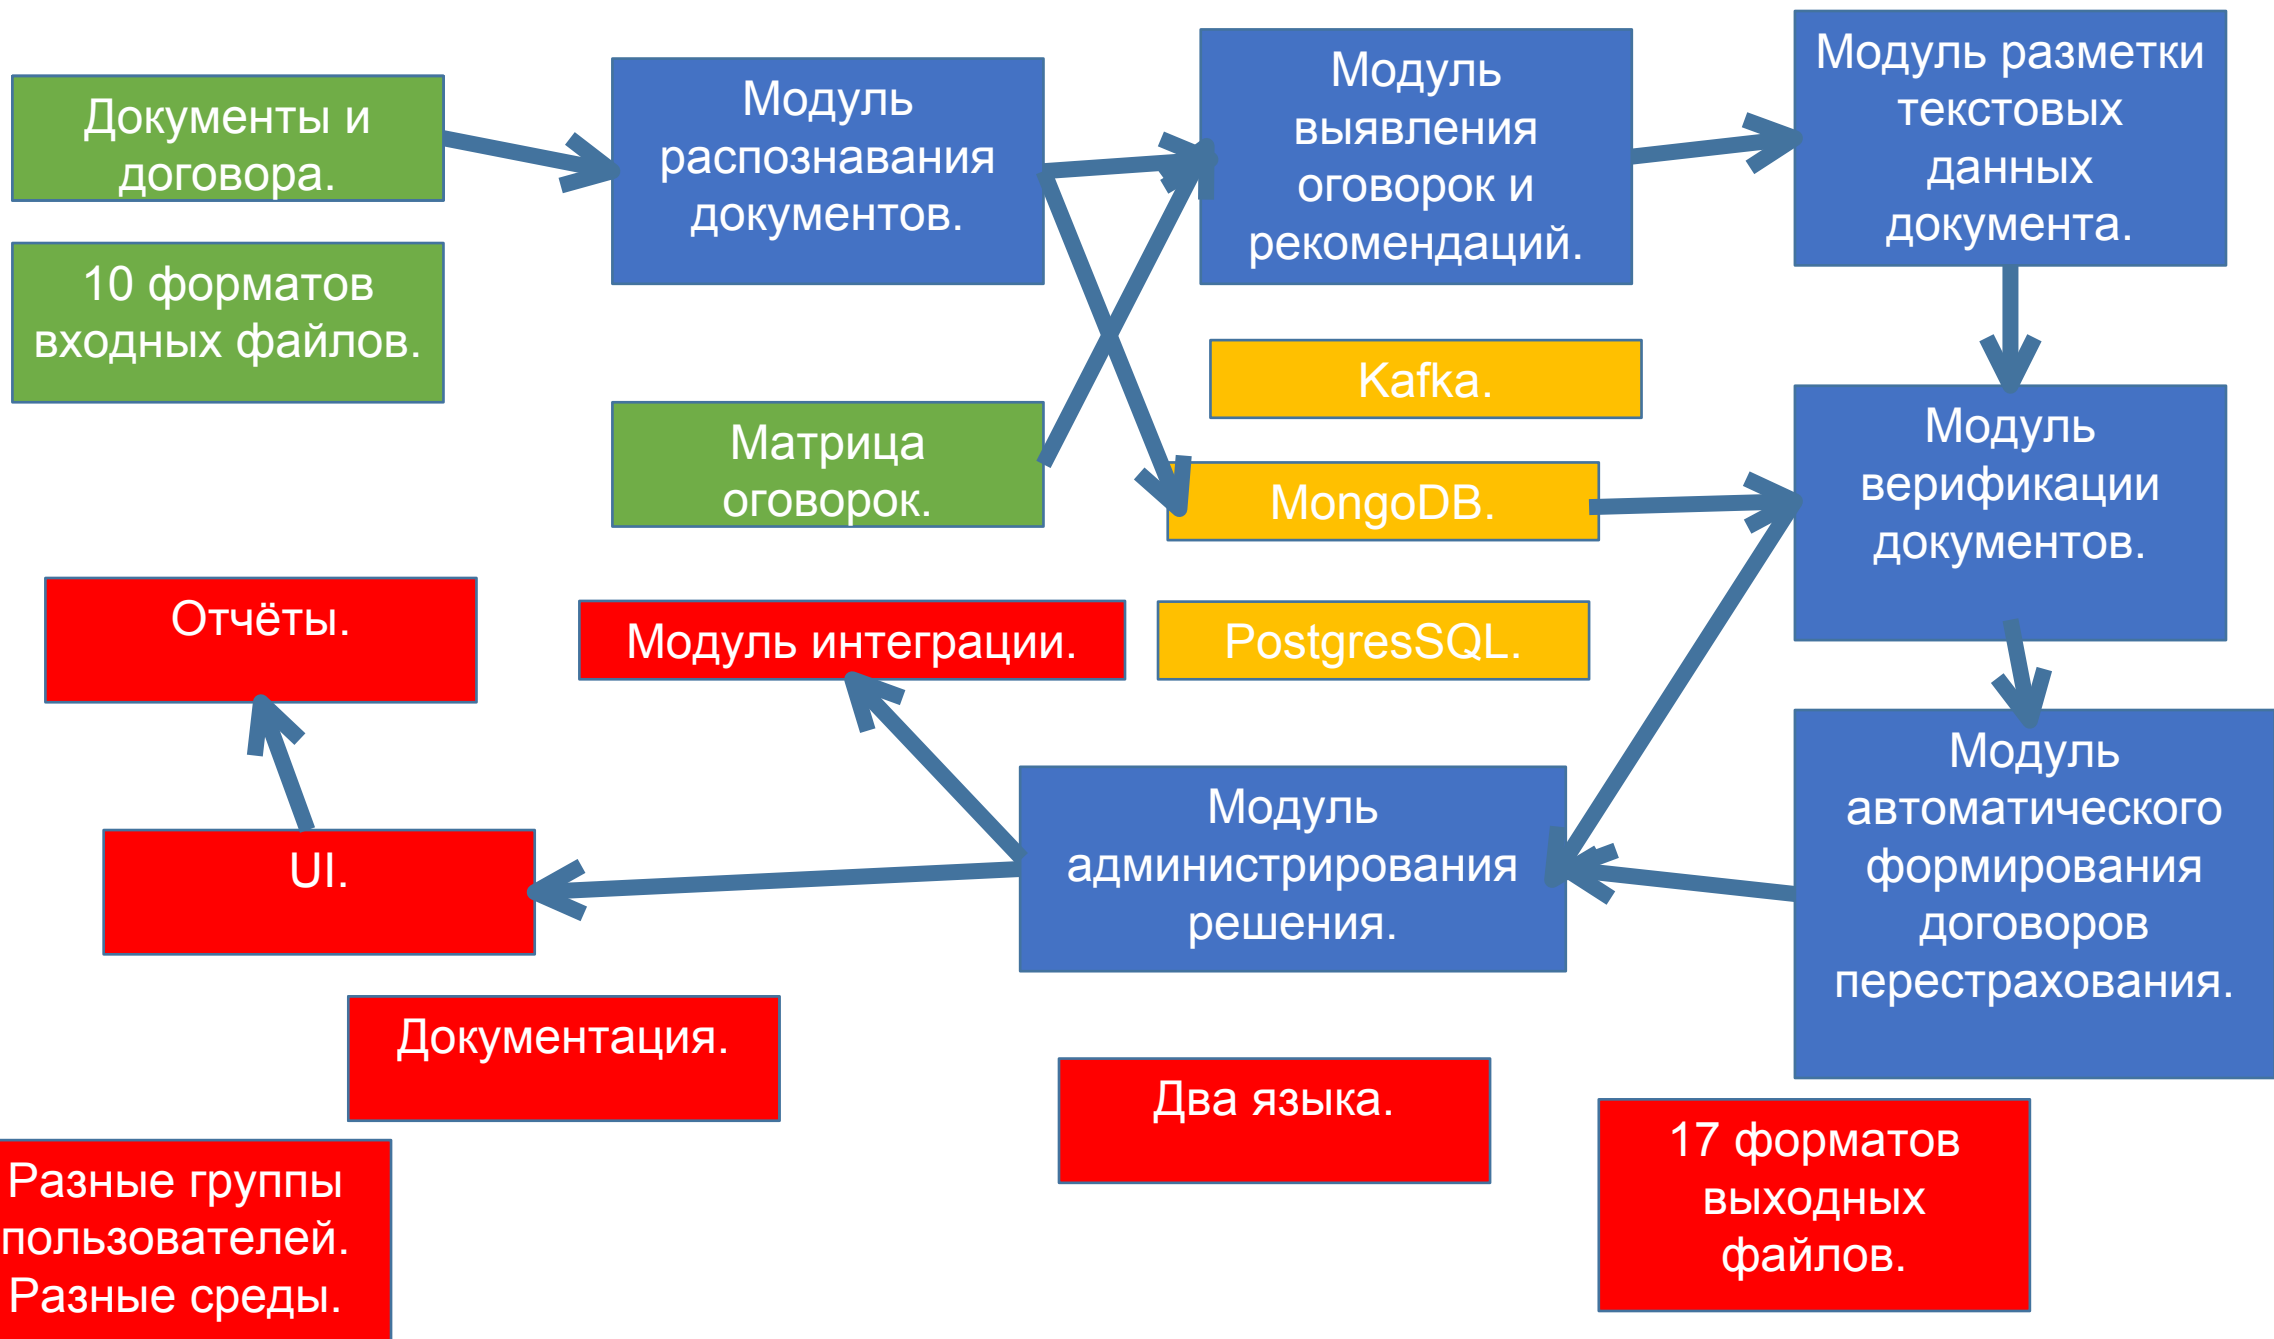 Документы и
договора.
10 форматов
входных файлов.
Модуль
распознавания
документов.
Модуль
выявления
оговорок и
рекомендаций.
Модуль разметки
текстовых
данных
документа.
Матрица
оговорок.
Kafka.
MongoDB.
PostgresSQL.
Модуль
верификации
документов.
Отчёты.
Модуль интеграции.
UI.
Модуль
администрирования
решения.
Модуль
автоматического
формирования
договоров
перестрахования.
Документация.
Два языка.
17 форматов
выходных
файлов.
Разные группы
пользователей.
Разные среды.